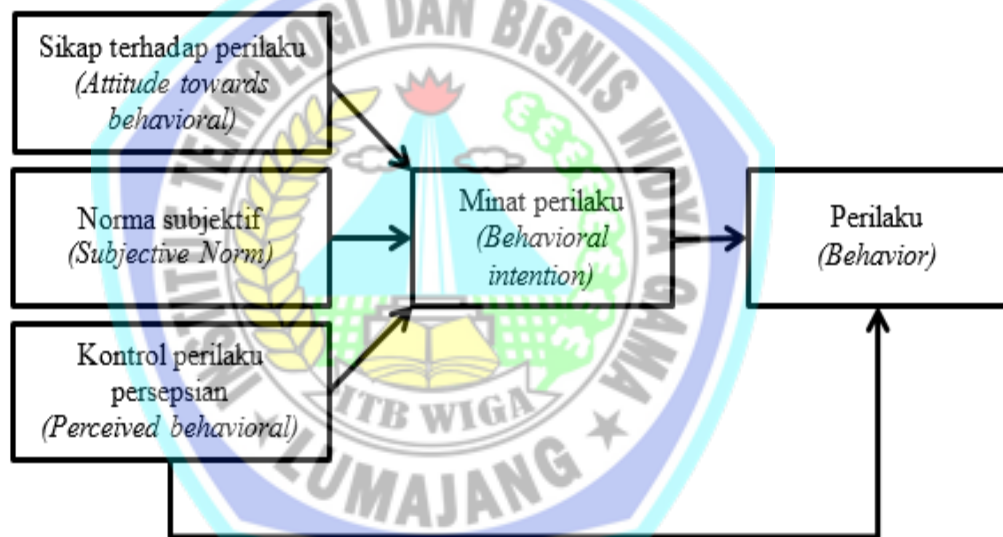 Sikap terhadap perilaku
(Attitude towards
behavioral)
Norma subjektif
(Subjective Norm)
Kontrol perilaku
persepsian
(Perceived behavioral)
Minat perilaku
(Behavioral
intention)
Perilaku
(Behavior)
INSTITUT TEKNOLOGI DAN BISNIS WIDYA GAMA
ITB WIGA
LUMAJANG